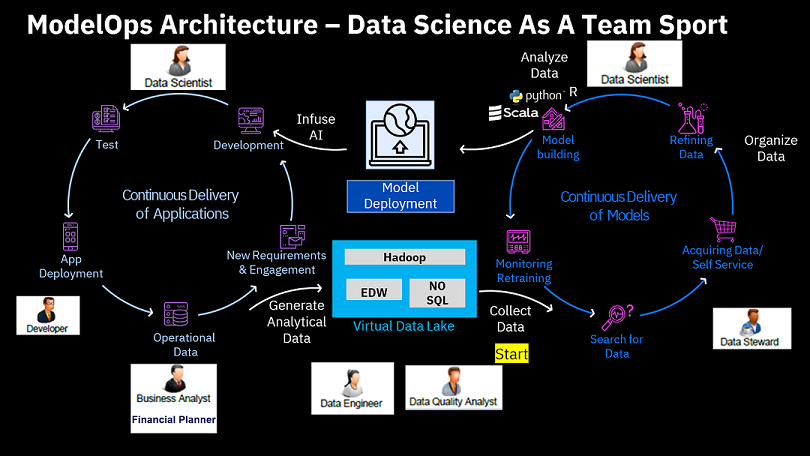 ModelOps Architecture – Data Science As A Team Sport
Data Scientist
Analyze
Data
python R
Scala
Data Scientist
Test
Development
Infuse
AI
Model
Deployment
Model
building
Refining
Data
Organize
Data
Continuous Delivery
of Applications
Continuous Delivery
of Models
App
Deployment
New Requirements
& Engagement
Hadoop
EDW
NO
SQL
Virtual Data Lake
Monitoring
Retraining
Acquiring Data/
Self Service
Developer
Operational
Data
Generate
Analytical
Data
Collect
Data
Start
Search for
Data
Data Steward
Business Analyst
Financial Planner
Data Engineer
Data Quality Analyst